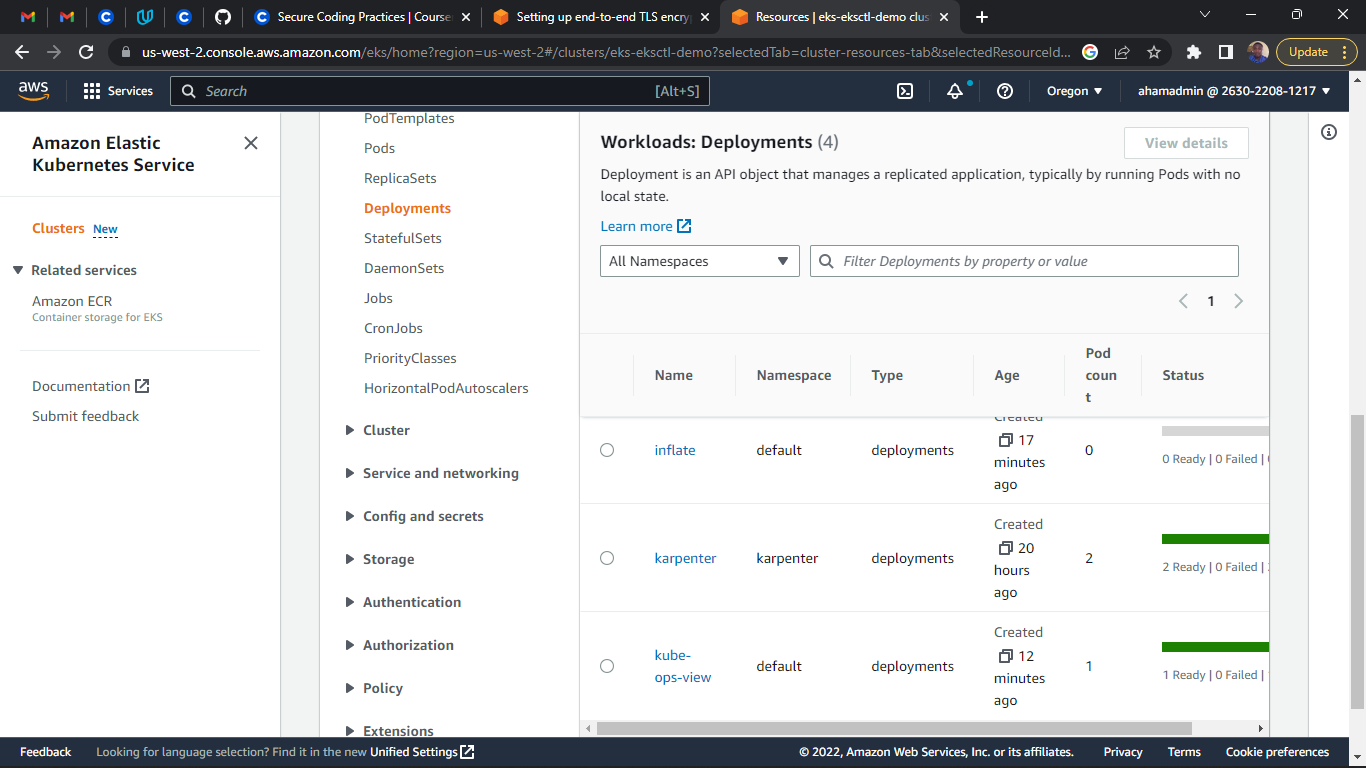 Secure Coding Practices | Course
Setting up end-to-end TLS encry
Resources | eks-eksctl-demo clus
us-west-2.console.aws.amazon.com/eks/home?region=us-west-2#/clusters/eks-eksctl-demo?selectedTab=cluster-resources-tab&selectedResourceId...
Update
aws
Services
Search
[Alt+S]
Oregon
ahamadmin @ 2630-2208-1217
Amazon Elastic
Kubernetes Service
Clusters New
Related services
Amazon ECR
Container storage for EKS
Documentation
Submit feedback
PodTemplates
Pods
ReplicaSets
Deployments
StatefulSets
DaemonSets
Jobs
CronJobs
PriorityClasses
HorizontalPodAutoscalers
Cluster
Service and networking
Config and secrets
Storage
Authentication
Authorization
Policy
Extensions
Workloads: Deployments (4)
View details
Deployment is an API object that manages a replicated application, typically by running Pods with no
local state.
Learn more
All Namespaces
Filter Deployments by property or value
1
Name
Namespace
Type
Age
Pod
coun
t
Status
inflate
default
deployments
Created
17
minutes
ago
0
0 Ready | 0 Failed |
karpenter
karpenter
deployments
Created
20
hours
ago
2
2 Ready | 0 Failed |
kube-
ops-view
default
deployments
Created
12
minutes
ago
1
1 Ready | 0 Failed |
Feedback
Looking for language selection? Find it in the new Unified Settings
© 2022, Amazon Web Services, Inc. or its affiliates.
Privacy
Terms
Cookie preferences